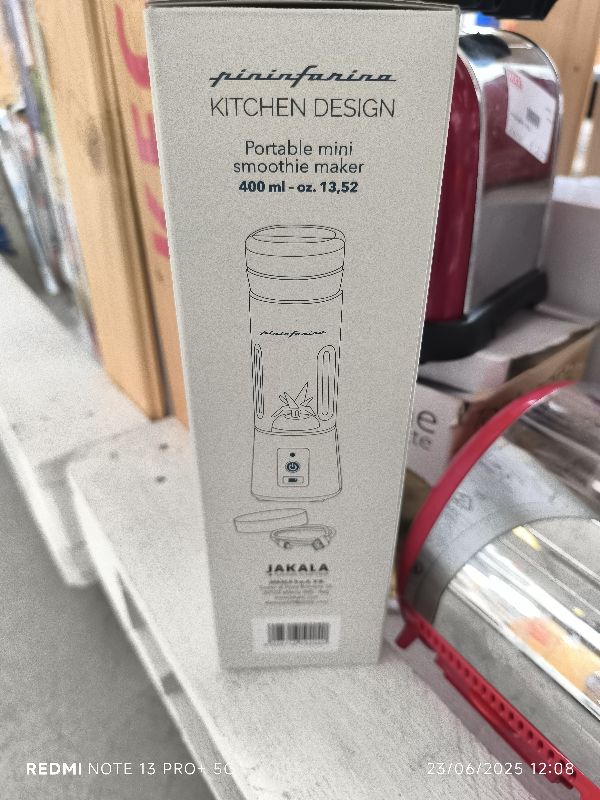 pininfarina
KITCHEN DESIGN
Portable mini
smoothie maker
400 ml - oz. 13,52
pininfarina
JAKALA
REDMI NOTE 13 PRO+ 5G
23/06/2025 12:08